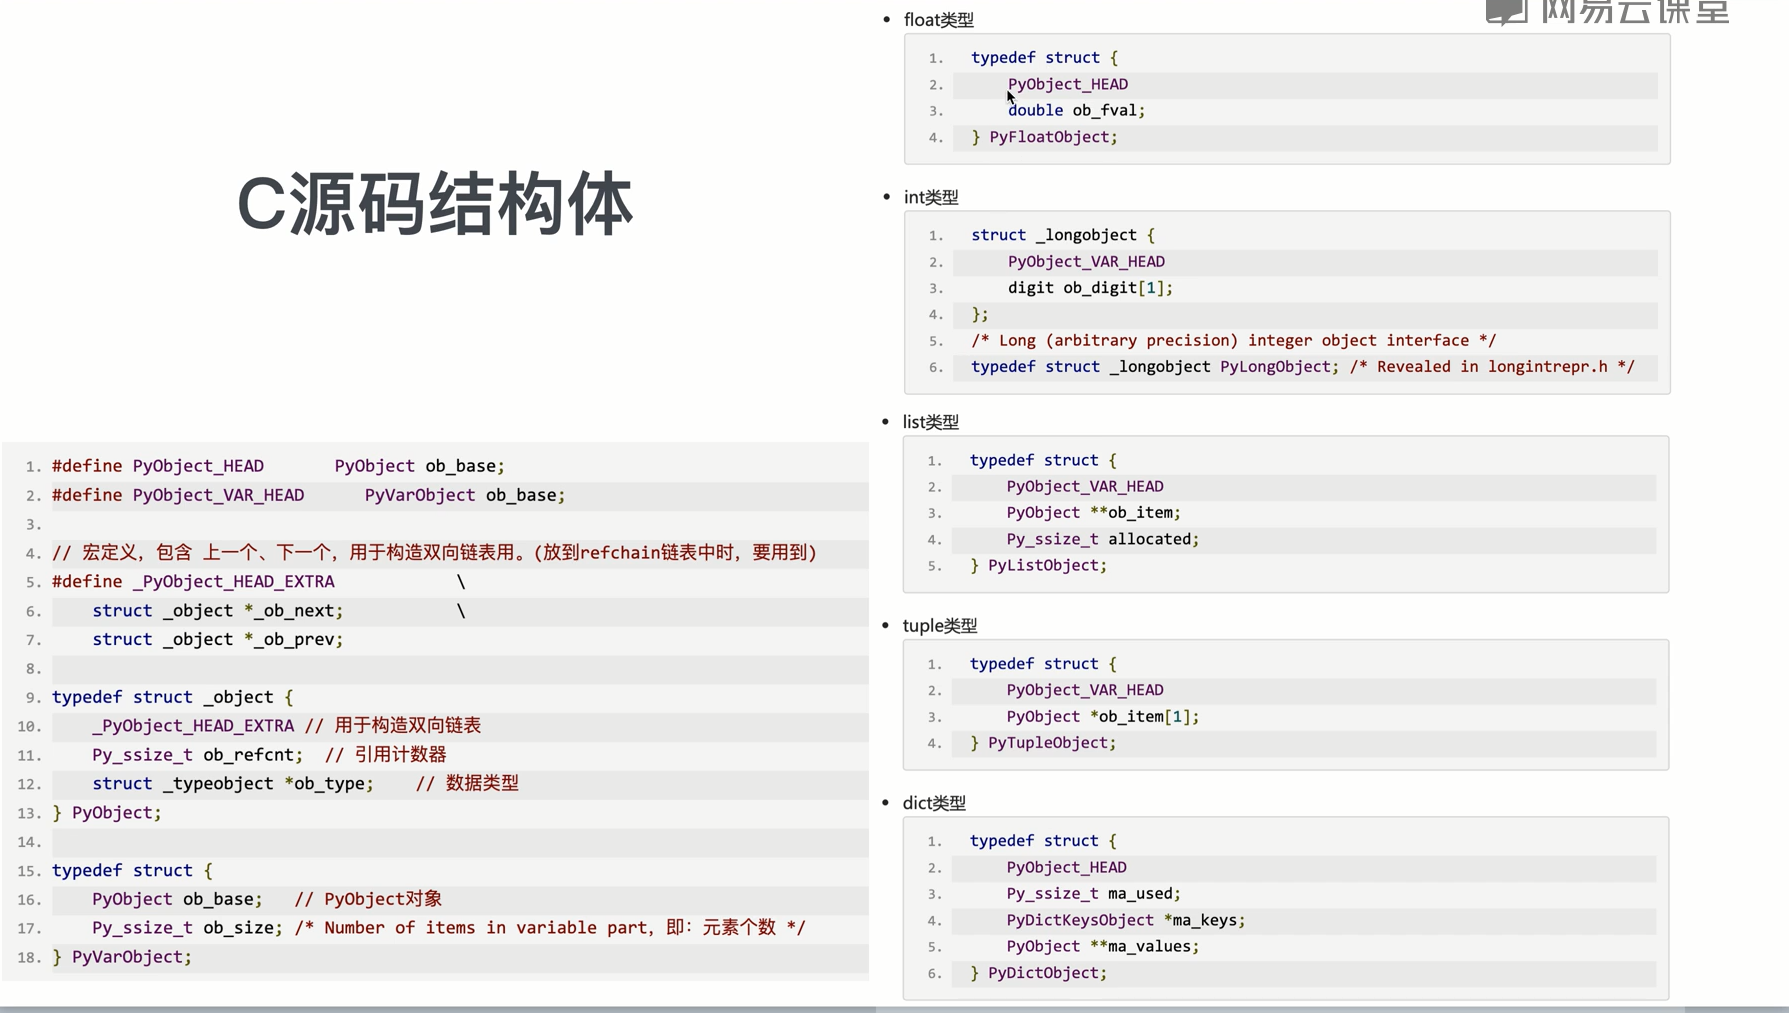 C源码结构体
1. #define PyObject_HEAD       PyObject ob_base;
2. #define PyObject_VAR_HEAD      PyVarObject ob_base;
3.
4. // 宏定义，包含 上一个、下一个，用于构造双向链表用。(放到refchain链表中时，要用到)
5. #define _PyObject_HEAD_EXTRA            \
6.     struct _object *_ob_next;           \
7.     struct _object *_ob_prev;
8.
9. typedef struct _object {
10.     _PyObject_HEAD_EXTRA // 用于构造双向链表
11.     Py_ssize_t ob_refcnt;  // 引用计数器
12.     struct _typeobject *ob_type;    // 数据类型
13. } PyObject;
14.
15. typedef struct {
16.     PyObject ob_base;   // PyObject对象
17.     Py_ssize_t ob_size; /* Number of items in variable part，即：元素个数 */
18. } PyVarObject;
网易云课堂
• float类型
1. typedef struct {
2.     PyObject_HEAD
3.     double ob_fval;
4. } PyFloatObject;
• int类型
1. struct _longobject {
2.     PyObject_VAR_HEAD
3.     digit ob_digit[1];
4. };
5. /* Long (arbitrary precision) integer object interface */
6. typedef struct _longobject PyLongObject; /* Revealed in longintrepr.h */
• list类型
1. typedef struct {
2.     PyObject_VAR_HEAD
3.     PyObject **ob_item;
4.     Py_ssize_t allocated;
5. } PyListObject;
• tuple类型
1. typedef struct {
2.     PyObject_VAR_HEAD
3.     PyObject *ob_item[1];
4. } PyTupleObject;
• dict类型
1. typedef struct {
2.     PyObject_HEAD
3.     Py_ssize_t ma_used;
4.     PyDictKeysObject *ma_keys;
5.     PyObject **ma_values;
6. } PyDictObject;